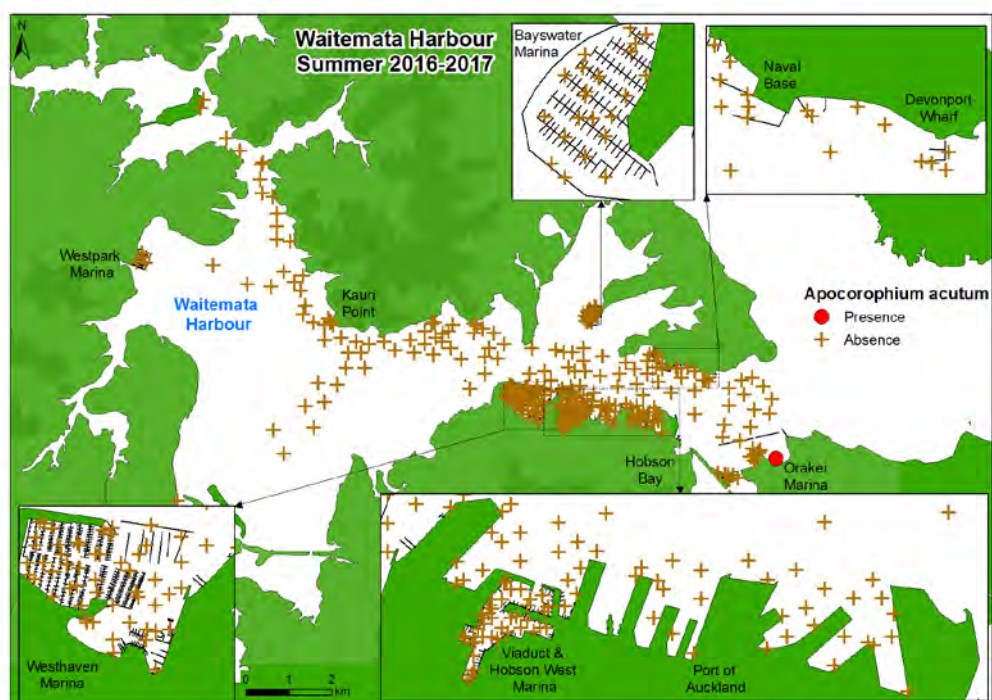 N
Waitemata Harbour
Summer 2016-2017
Bayswater
Marina
Naval
Base
Devonport
Wharf
Westpark
Marina
Waitemata
Harbour
Kauri
Point
Apocorophium acutum
Presence
Absence
Hobson
Bay
Orakei
Marina
Westhaven
Marina
0 1 2
km
Viaduct &
Hobson West
Marina
Port of
Auckland